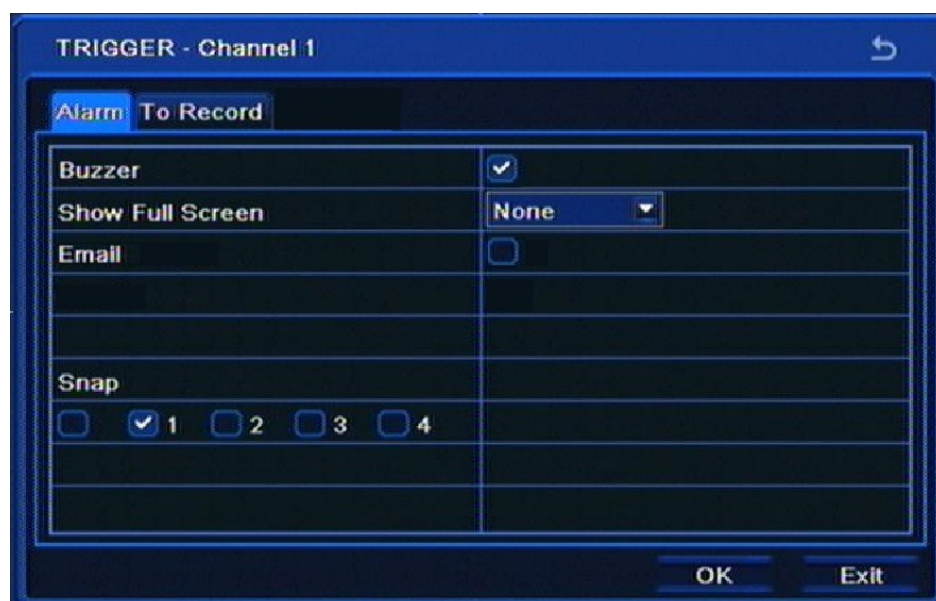 TRIGGER - Channel 1
Alarm To Record
Buzzer
Show Full Screen None
Email
Snap
1 2 3 4
OK Exit